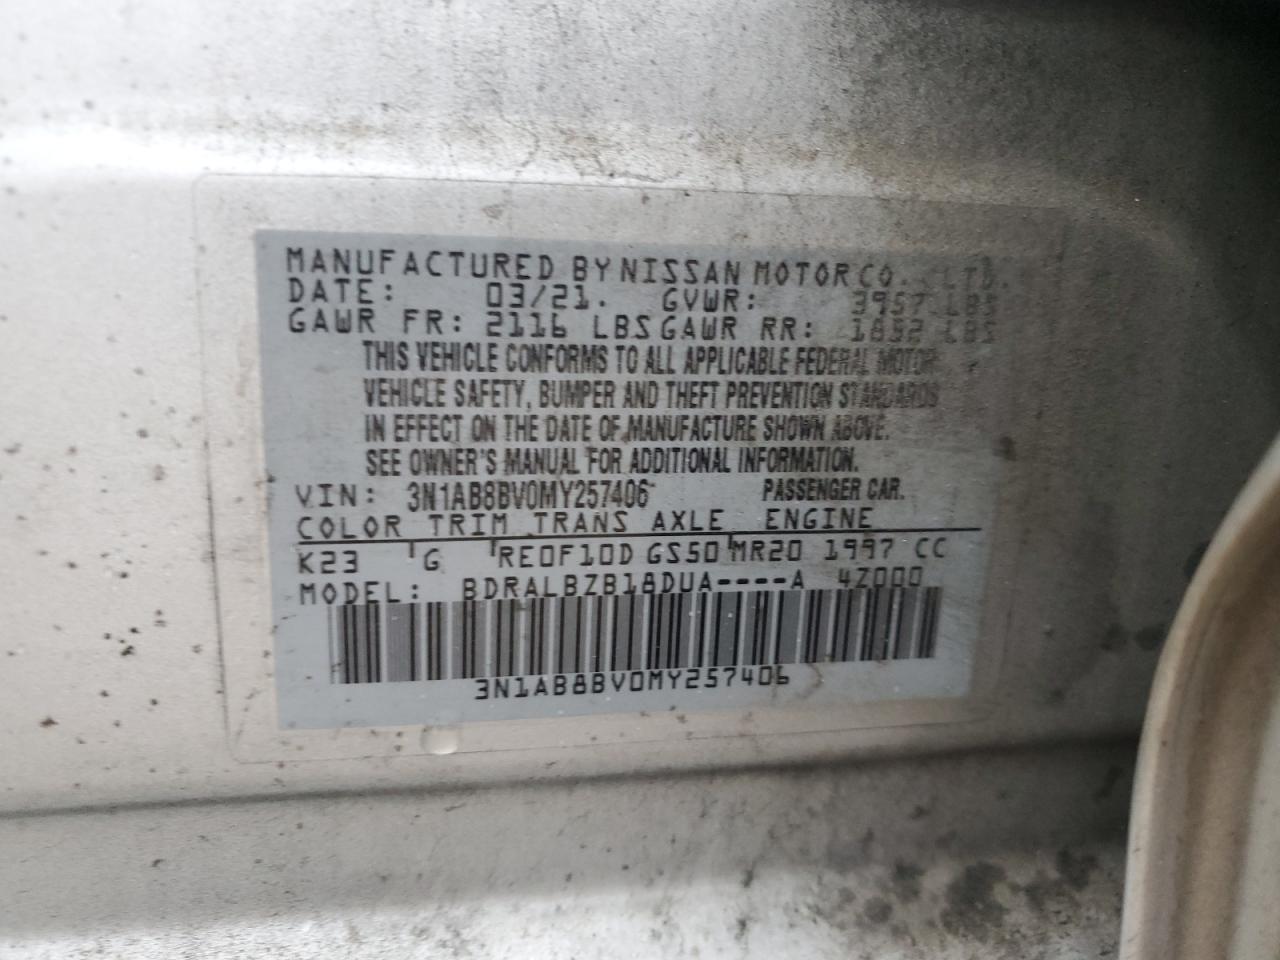 MANUFACTURED BY NISSAN MOTOR CO., LTD.
DATE: 03/21. GVWR: 3957 LBS
GAWR FR: 2116 LBS GAWR RR: 1852 LBS
THIS VEHICLE CONFORMS TO ALL APPLICABLE FEDERAL MOTOR
VEHICLE SAFETY, BUMPER AND THEFT PREVENTION STANDARDS
IN EFFECT ON THE DATE OF MANUFACTURE SHOWN ABOVE.
SEE OWNER'S MANUAL FOR ADDITIONAL INFORMATION.
VIN: 3N1AB8BV0MY257406 PASSENGER CAR.
COLOR TRIM TRANS AXLE ENGINE
K23 G RE0F10D GS50 MR20 1997 CC
MODEL: BDRALBZB18DUA----A 4Z000
3N1AB8BV0MY257406